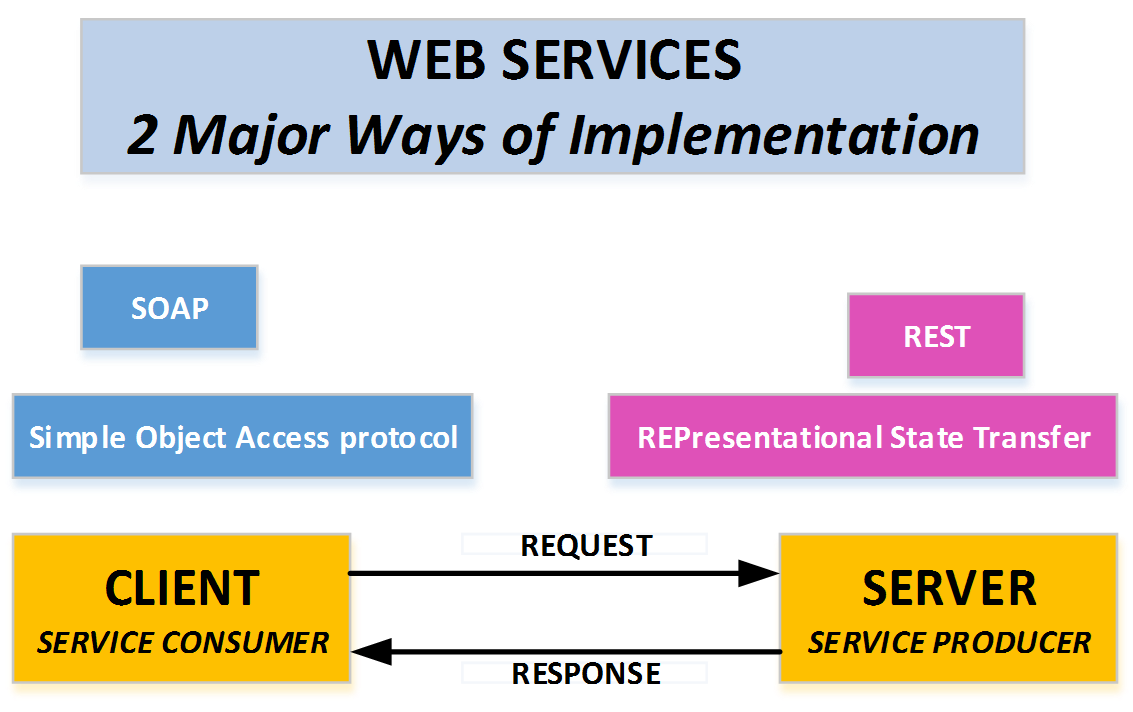 WEB SERVICES
2 Major Ways of Implementation
SOAP
REST
Simple Object Access protocol
REPresentational State Transfer
CLIENT
SERVICE CONSUMER
REQUEST
RESPONSE
SERVER
SERVICE PRODUCER